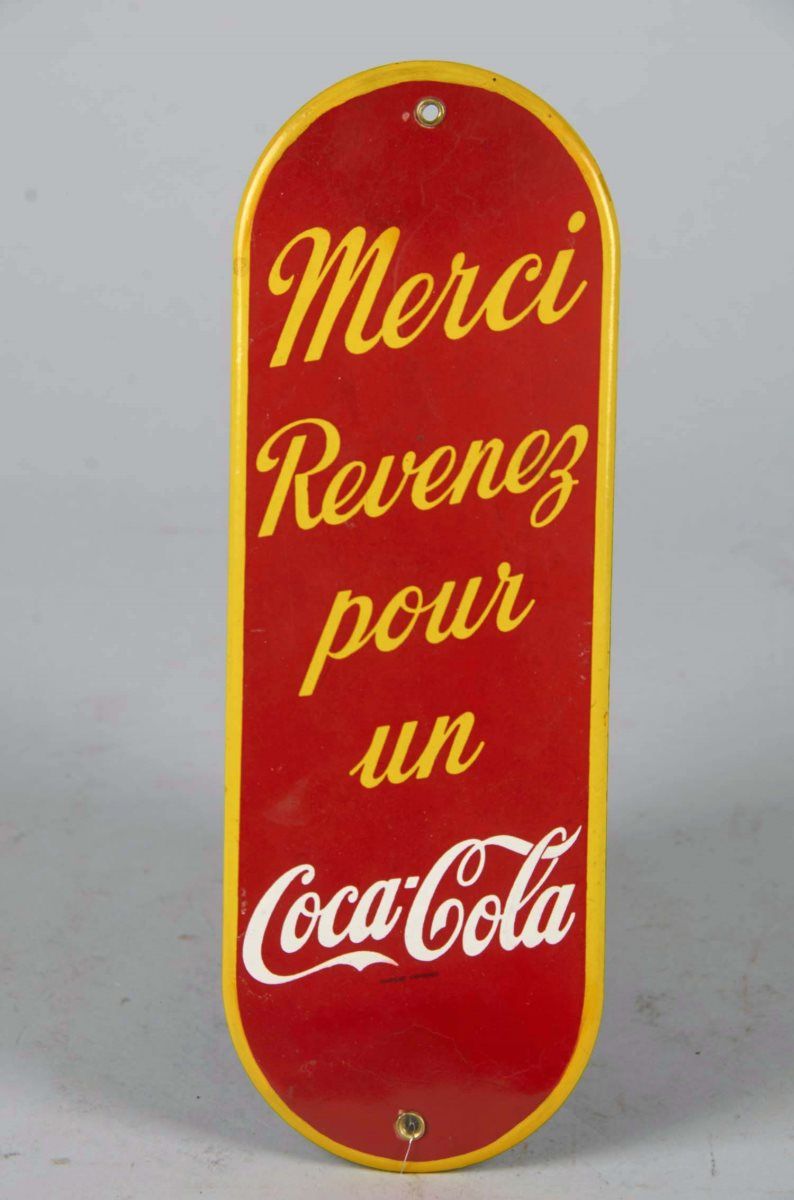 Merci
Revenez
pour
un
Coca-Cola